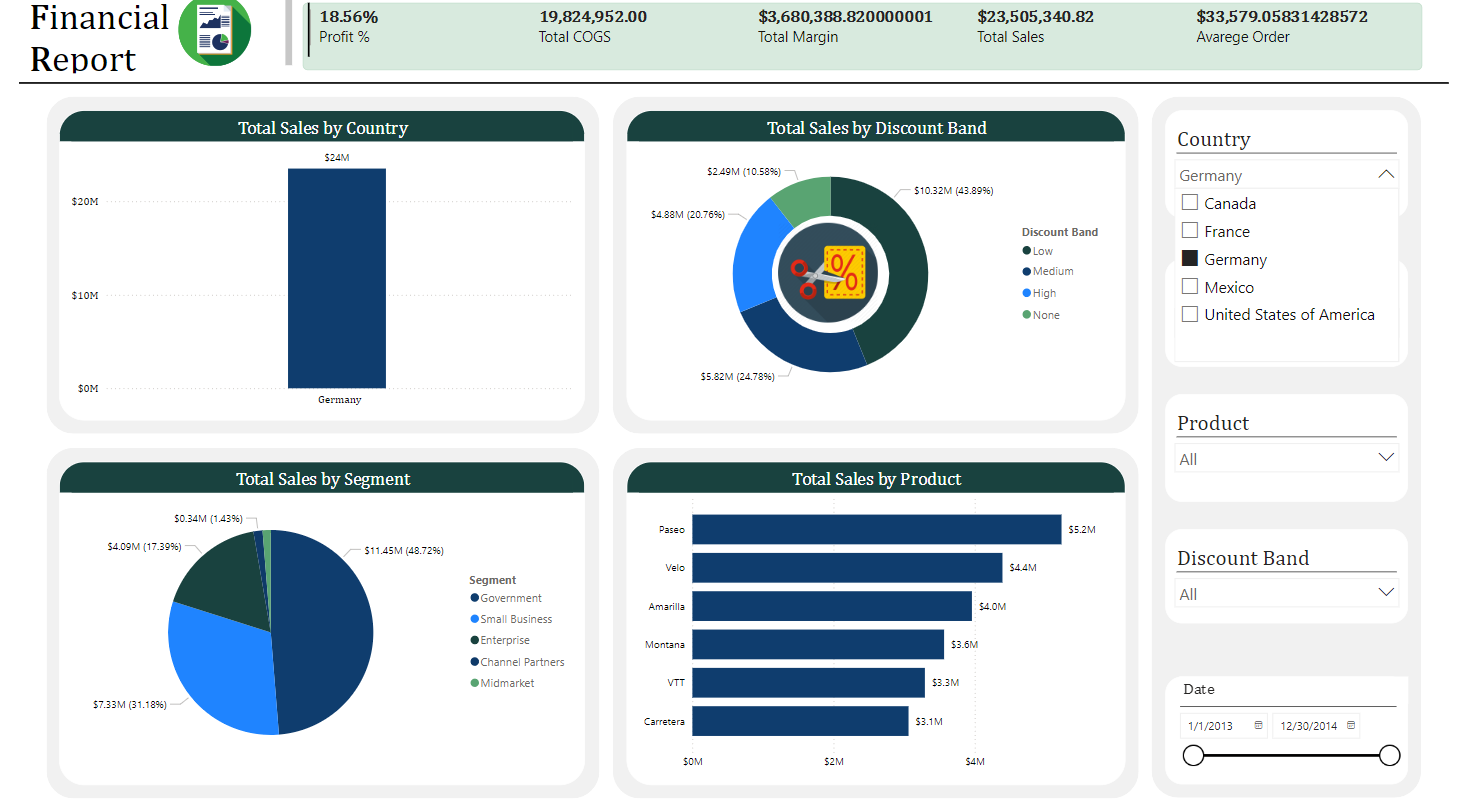 Financial
Report
18.56%
Profit %
19,824,952.00
Total COGS
$3,680,388.820000001
Total Margin
$23,505,340.82
Total Sales
$33,579.05831428572
Avarege Order
Total Sales by Country
$24M
$20M
$10M
$0M
Germany
Total Sales by Discount Band
$2.49M (10.58%)
$10.32M (43.89%)
$4.88M (20.76%)
$5.82M (24.78%)
%
Discount Band
Low
Medium
High
None
Country
Germany
Canada
France
Germany
Mexico
United States of America
Total Sales by Segment
$0.34M (1.43%)
$4.09M (17.39%)
$11.45M (48.72%)
$7.33M (31.18%)
Segment
Government
Small Business
Enterprise
Channel Partners
Midmarket
Total Sales by Product
Paseo $5.2M
Velo $4.4M
Amarilla $4.0M
Montana $3.6M
VTT $3.3M
Carretera $3.1M
$0M $2M $4M
Product
All
Discount Band
All
Date
1/1/2013 12/30/2014